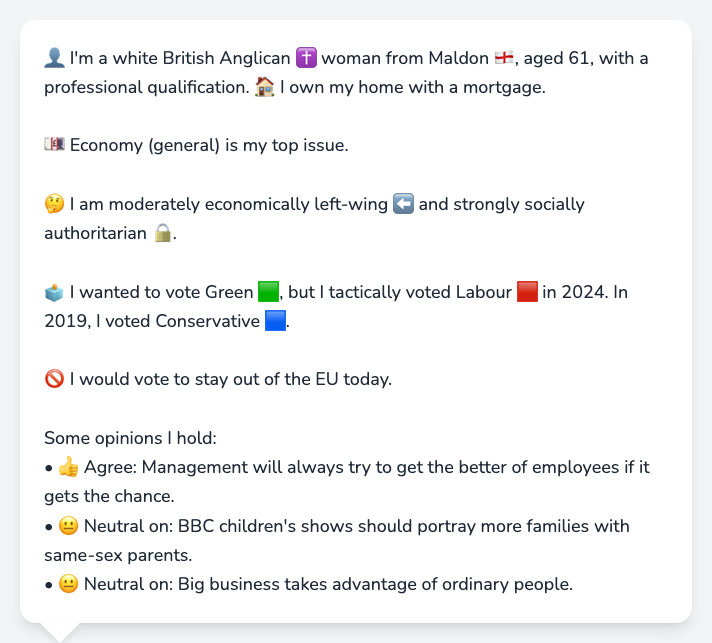 👤 I'm a white British Anglican ✝️ woman from Maldon 🏴󠁧󠁢󠁥󠁮󠁧󠁿, aged 61, with a
professional qualification. 🏠 I own my home with a mortgage.
💷 Economy (general) is my top issue.
🤔 I am moderately economically left-wing ⬅️ and strongly socially
authoritarian 🔒.
🗳️ I wanted to vote Green 🟩, but I tactically voted Labour 🟥 in 2024. In
2019, I voted Conservative 🟦.
🚫 I would vote to stay out of the EU today.
Some opinions I hold:
• 👍 Agree: Management will always try to get the better of employees if it
gets the chance.
• 😐 Neutral on: BBC children's shows should portray more families with
same-sex parents.
• 😐 Neutral on: Big business takes advantage of ordinary people.